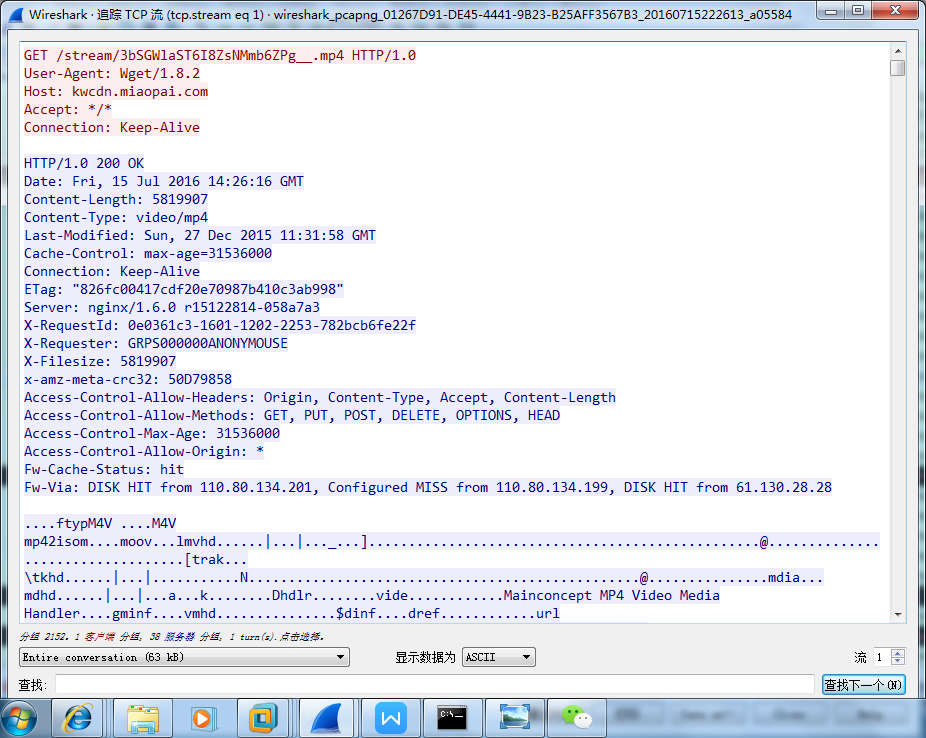 Wireshark · 追踪 TCP 流 (tcp.stream eq 1) · wireshark_pcapng_01267D91-DE45-4441-9B23-B25AFF3567B3_20160715222613_a05584
GET /stream/3bSGWlaST6I8ZsNMmb6ZPg__.mp4 HTTP/1.0
User-Agent: Wget/1.8.2
Host: kwcdn.miaopai.com
Accept: */*
Connection: Keep-Alive
HTTP/1.0 200 OK
Date: Fri, 15 Jul 2016 14:26:16 GMT
Content-Length: 5819907
Content-Type: video/mp4
Last-Modified: Sun, 27 Dec 2015 11:31:58 GMT
Cache-Control: max-age=31536000
Connection: Keep-Alive
ETag: "826fc00417cdf20e70987b410c3ab998"
Server: nginx/1.6.0 r15122814-058a7a3
X-RequestId: 0e0361c3-1601-1202-2253-782bcb6fe22f
X-Requester: GRPS000000ANONYMOUSE
X-Filesize: 5819907
x-amz-meta-crc32: 50D79858
Access-Control-Allow-Headers: Origin, Content-Type, Accept, Content-Length
Access-Control-Allow-Methods: GET, PUT, POST, DELETE, OPTIONS, HEAD
Access-Control-Max-Age: 31536000
Access-Control-Allow-Origin: *
Fw-Cache-Status: hit
Fw-Via: DISK HIT from 110.80.134.201, Configured MISS from 110.80.134.199, DISK HIT from 61.130.28.28
....ftypM4V ....M4V
mp42isom....moov...lmvhd......|...|..._...].................................................@..............
....................[trak...
\tkhd......|...|...........N.................................................@...............mdia...
mdhd......|...|...a...k........Dhdlr........vide............Mainconcept MP4 Video Media
Handler....gminf....vmhd...............$dinf....dref............url
分组 2152. 1 客户端 分组, 38 服务器 分组, 1 turn(s).点击选择.
Entire conversation (63 kB) 显示数据为 ASCII 流 1
查找: 查找下一个(N)
C:\